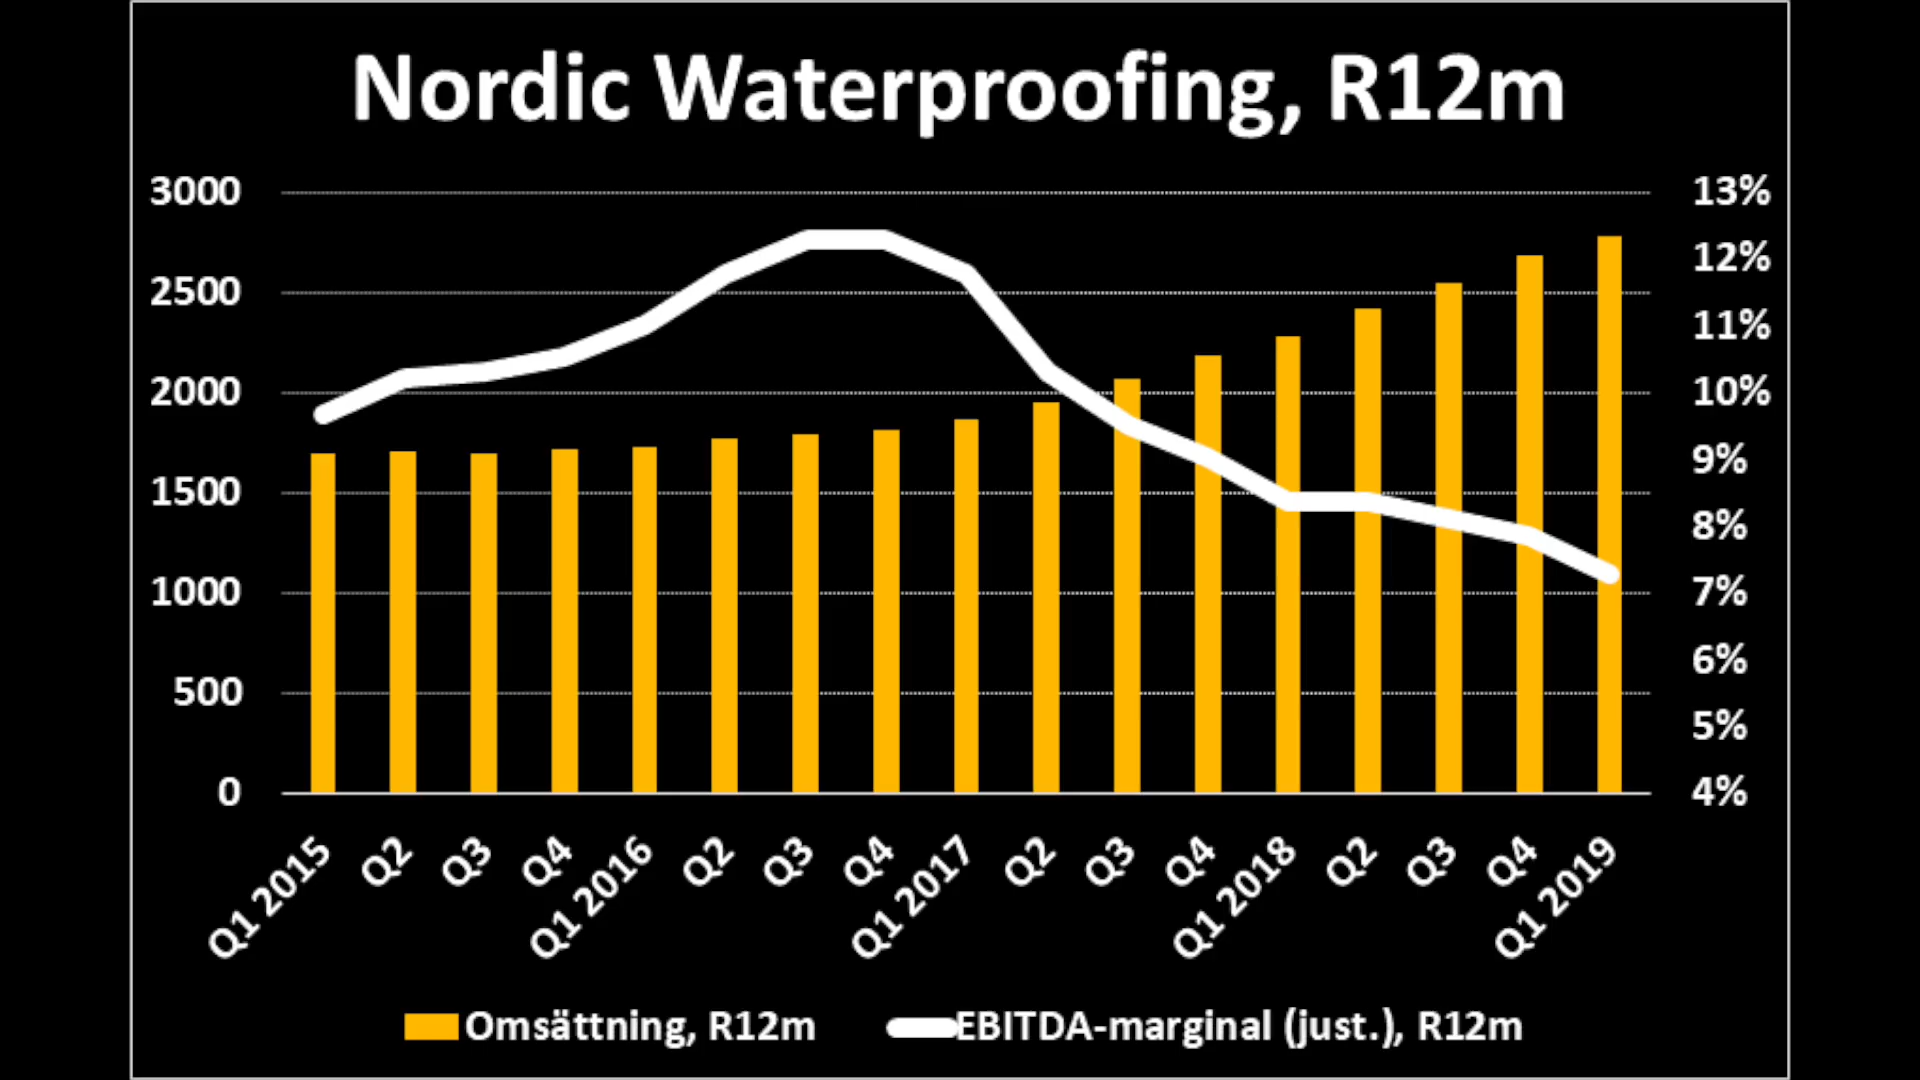 Nordic Waterproofing, R12m
3000
2500
2000
1500
1000
500
0
13%
12%
11%
10%
9%
8%
7%
6%
5%
4%
Q1 2015
Q2
Q3
Q4
Q1 2016
Q2
Q3
Q4
Q1 2017
Q2
Q3
Q4
Q1 2018
Q2
Q3
Q4
Q1 2019
Omsättning, R12m
EBITDA-marginal (just.), R12m